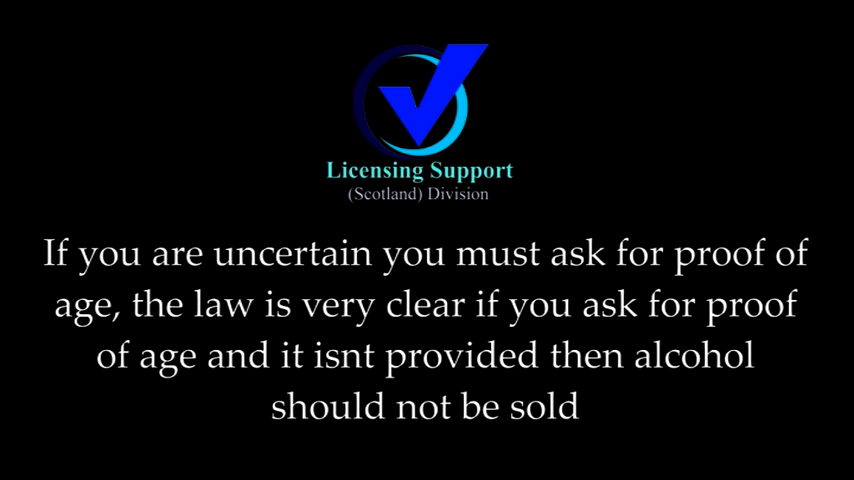 Licensing Support
(Scotland) Division
If you are uncertain you must ask for proof of
age, the law is very clear if you ask for proof
of age and it isnt provided then alcohol
should not be sold